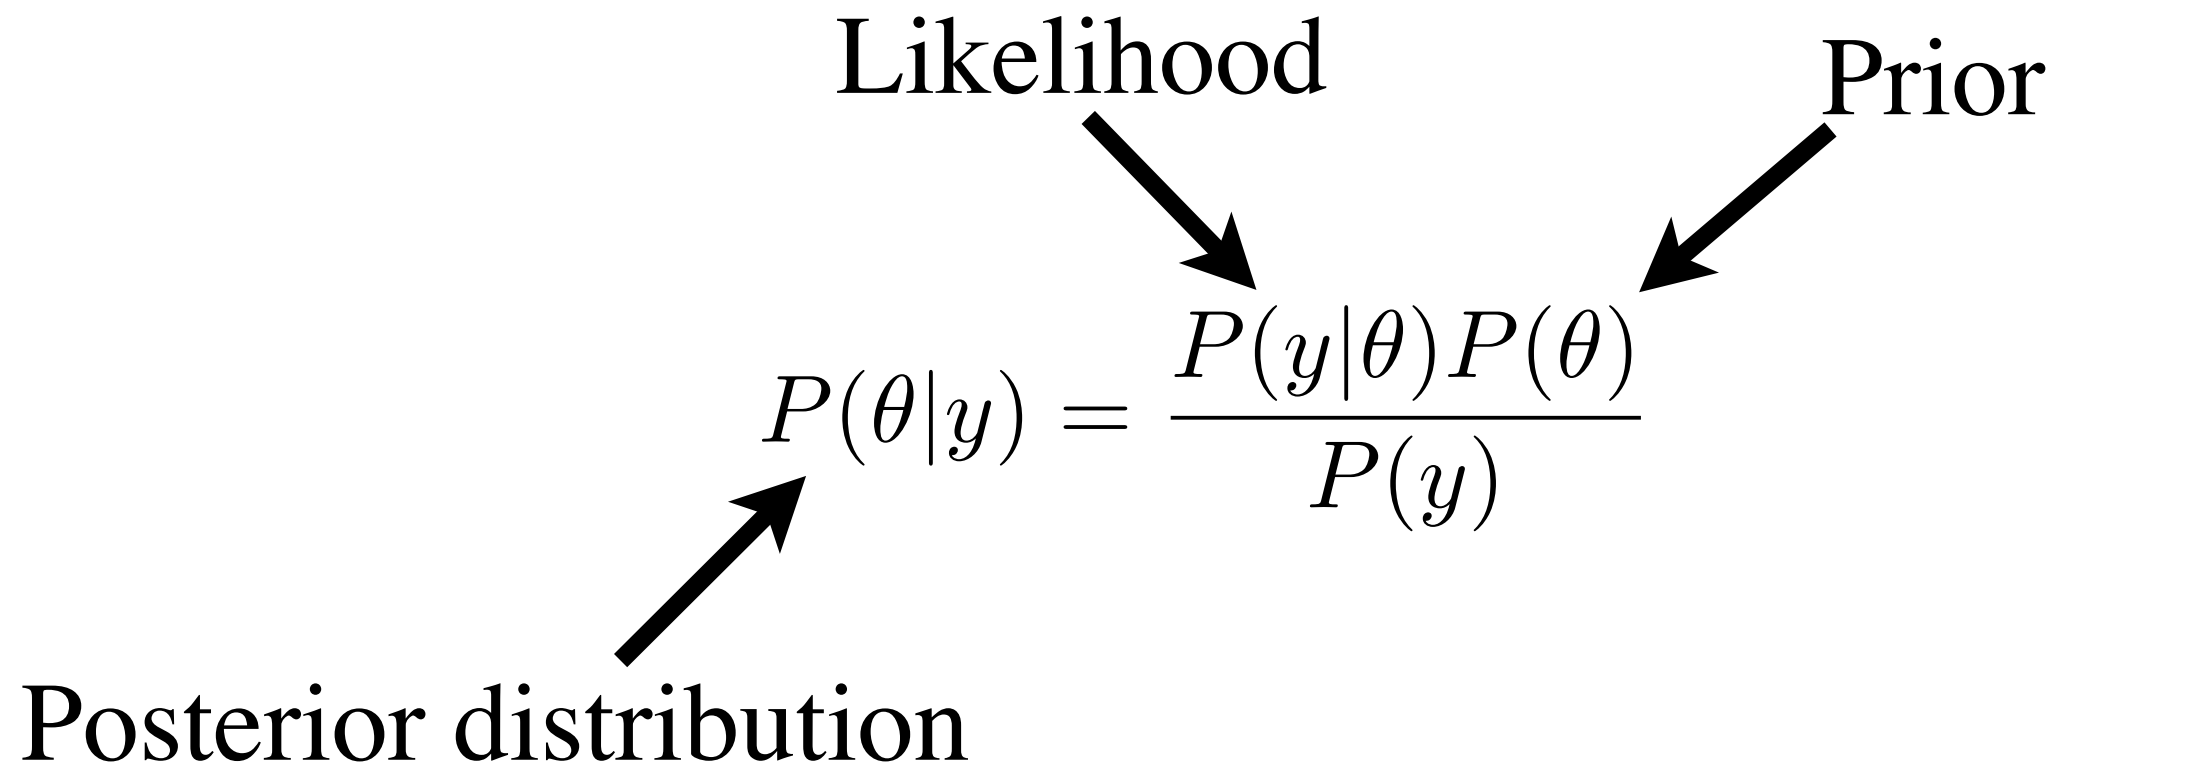 Likelihood
Prior
P(θ|y) = P(y|θ)P(θ)
P(y)
Posterior distribution